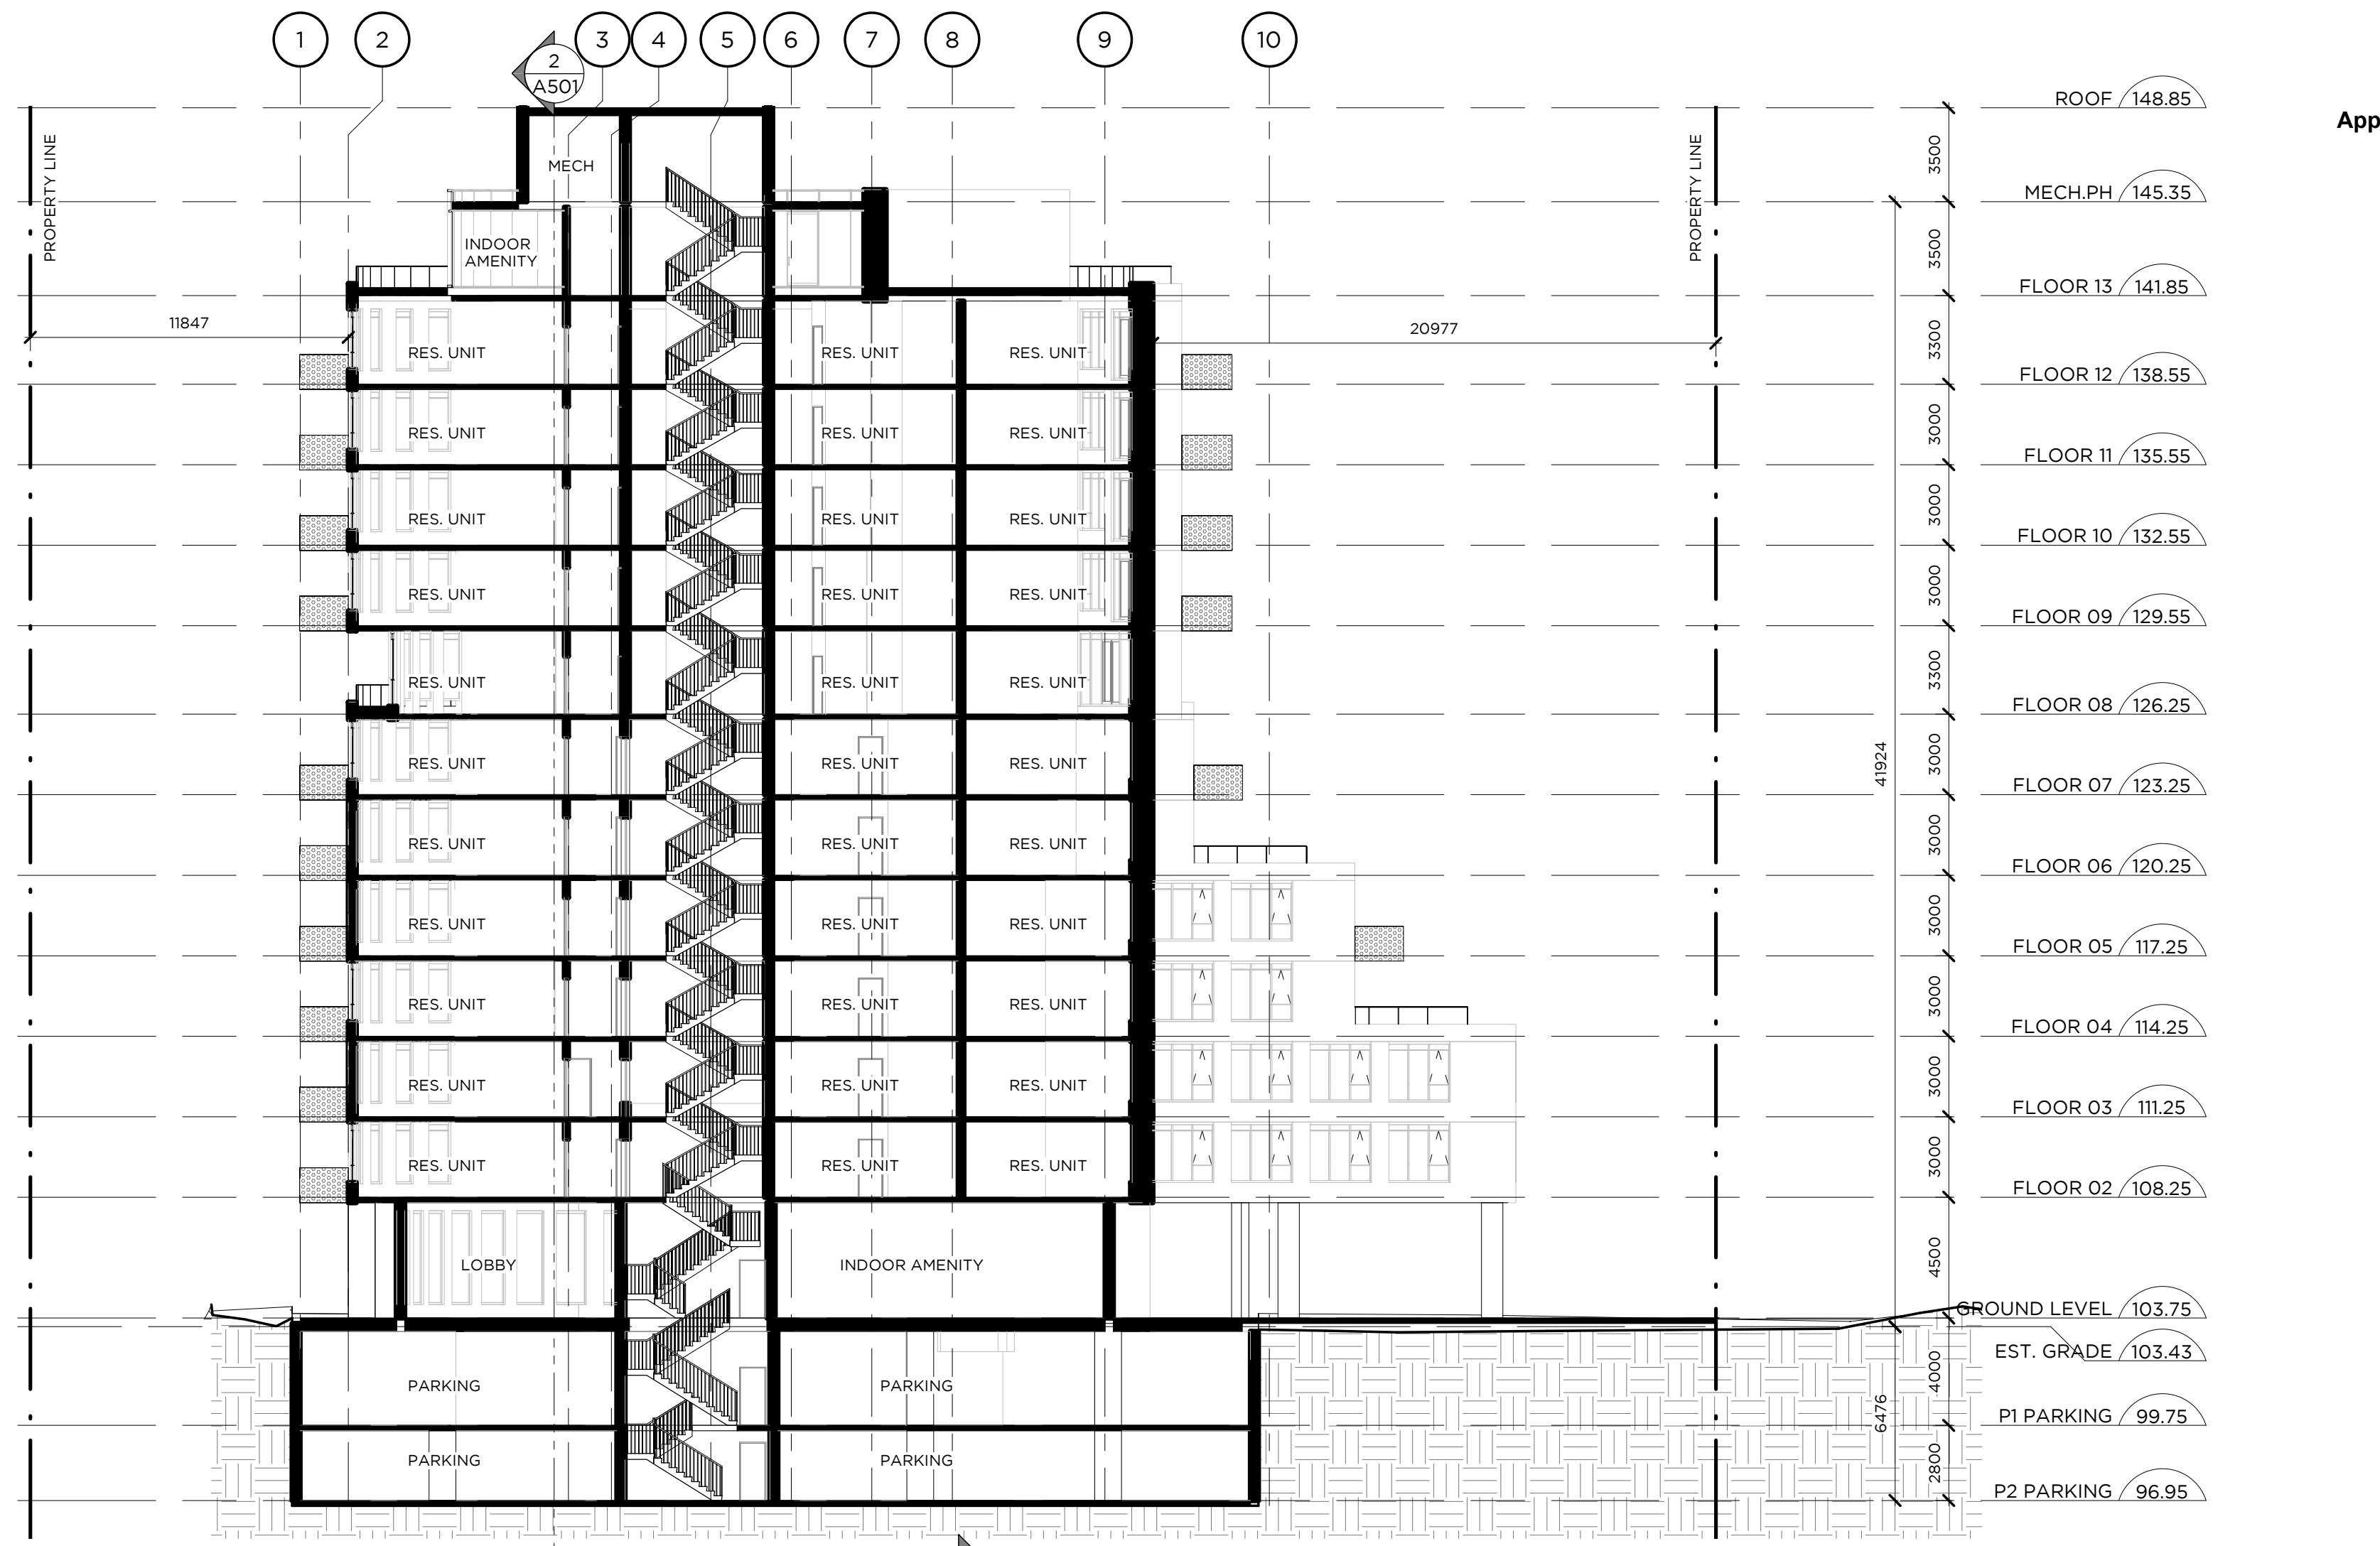 1
2
3
4
5
6
7
8
9
10
2
A501
ROOF 148.85
App
PROPERTY LINE
PROPERTY LINE
3500
MECH
MECH.PH 145.35
INDOOR
AMENITY
3500
FLOOR 13 141.85
11847
20977
3300
RES. UNIT RES. UNIT RES. UNIT
FLOOR 12 138.55
3000
RES. UNIT RES. UNIT RES. UNIT
FLOOR 11 135.55
3000
RES. UNIT RES. UNIT RES. UNIT
FLOOR 10 132.55
3000
RES. UNIT RES. UNIT RES. UNIT
FLOOR 09 129.55
3300
RES. UNIT RES. UNIT RES. UNIT
FLOOR 08 126.25
41924
3000
RES. UNIT RES. UNIT RES. UNIT
FLOOR 07 123.25
3000
RES. UNIT RES. UNIT RES. UNIT
FLOOR 06 120.25
3000
RES. UNIT RES. UNIT RES. UNIT
FLOOR 05 117.25
3000
RES. UNIT RES. UNIT RES. UNIT
FLOOR 04 114.25
3000
RES. UNIT RES. UNIT RES. UNIT
FLOOR 03 111.25
3000
RES. UNIT RES. UNIT RES. UNIT
FLOOR 02 108.25
4500
LOBBY
INDOOR AMENITY
GROUND LEVEL 103.75
EST. GRADE 103.43
4000
PARKING PARKING
6476
P1 PARKING 99.75
2800
PARKING PARKING
P2 PARKING 96.95